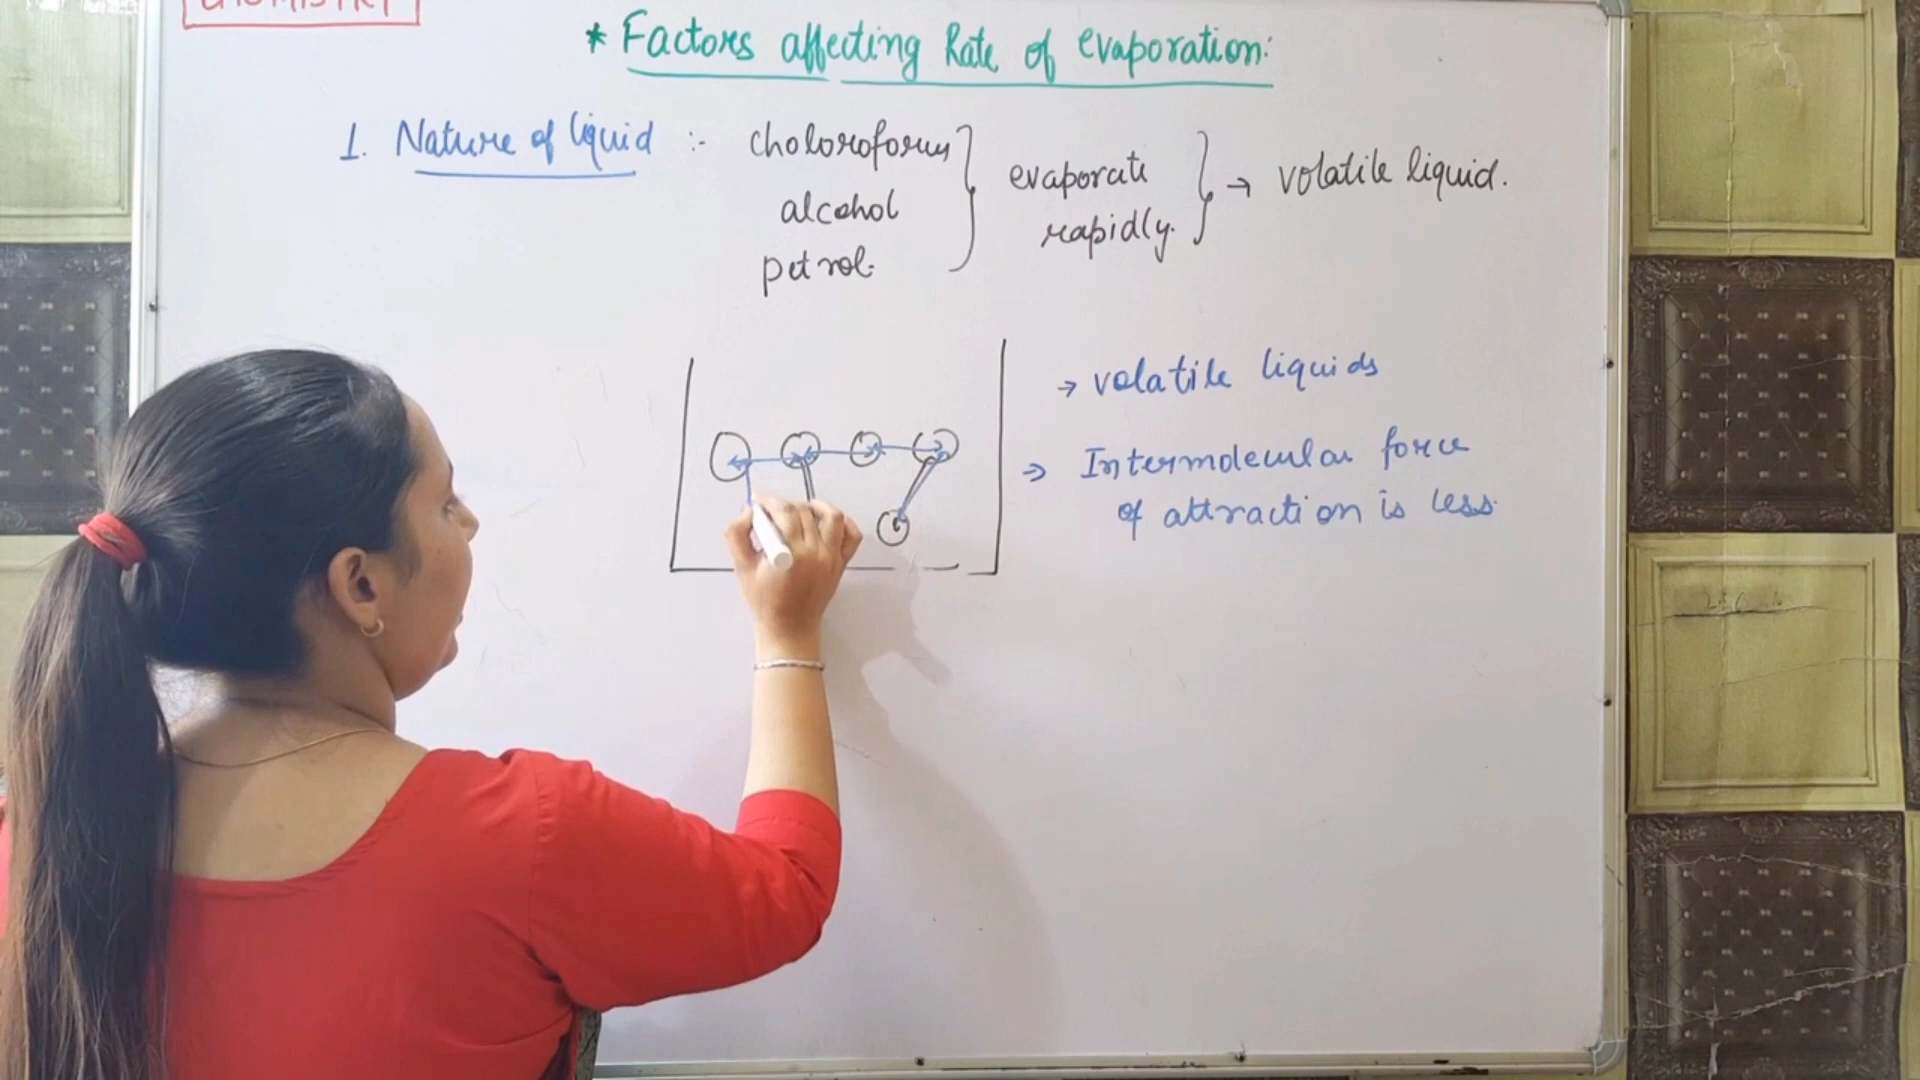 CHEMISTRY
* Factors affecting Rate of evaporation:
1. Nature of liquid :- choloroform
alcohol
petrol.
evaporate
rapidly.
→ volatile liquid.
→ volatile liquids
→ Intermolecular force
of attraction is less.